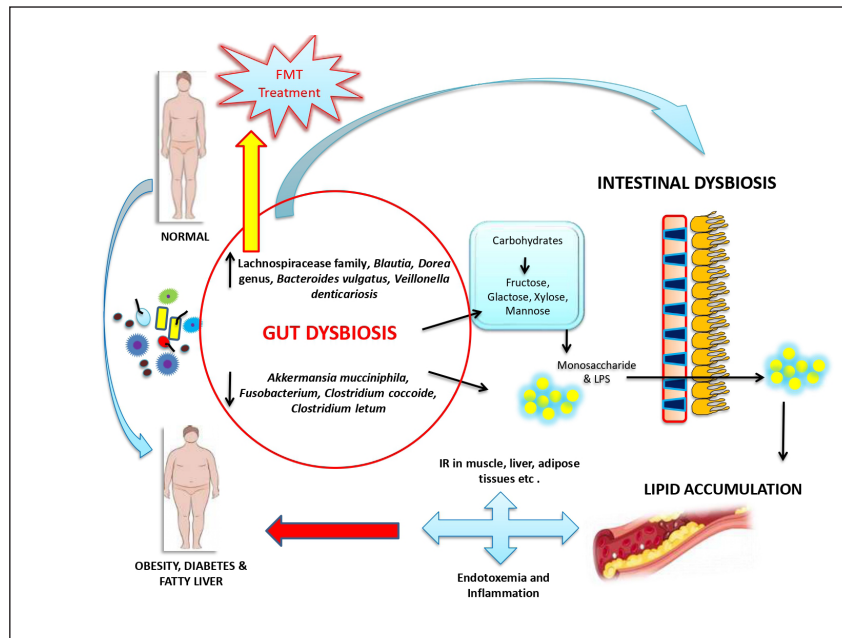 FMT
Treatment
INTESTINAL DYSBIOSIS
NORMAL
Lachnospiracease family, Blautia, Dorea
genus, Bacteroides vulgatus, Veillonella
denticariosis
GUT DYSBIOSIS
Akkermansia mucciniphila,
Fusobacterium, Clostridium coccoide,
Clostridium letum
Carbohydrates
Fructose,
Glactose, Xylose,
Mannose
Monosaccharide
& LPS
IR in muscle, liver, adipose
tissues etc .
LIPID ACCUMULATION
OBESITY, DIABETES &
FATTY LIVER
Endotoxemia and
Inflammation